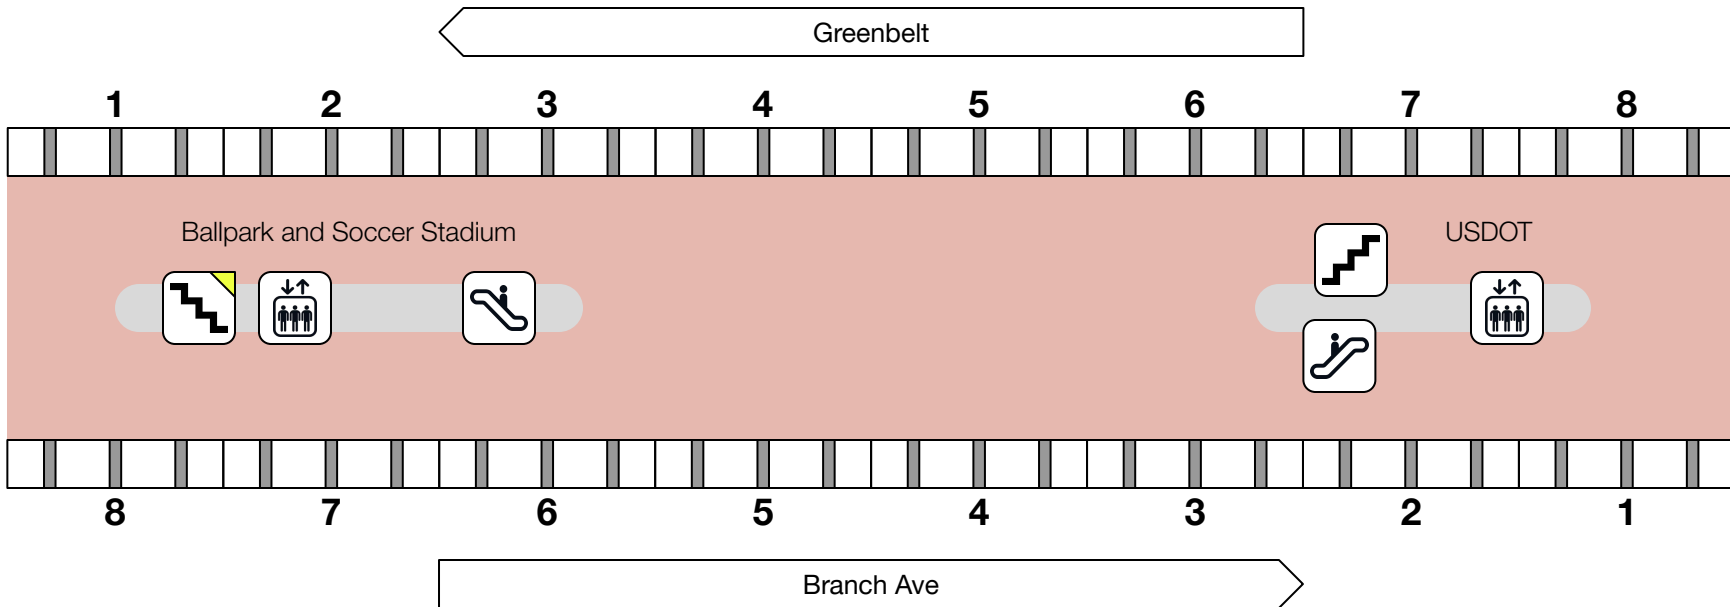 Greenbelt
1 2 3 4 5 6 7 8
Ballpark and Soccer Stadium
USDOT
8 7 6 5 4 3 2 1
Branch Ave